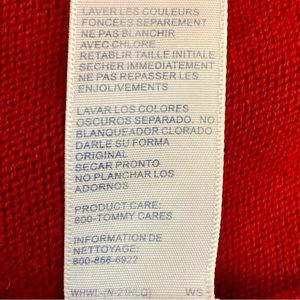 LAVER LES COULEURS
FONCEES SEPAREMENT
NE PAS BLANCHIR
AVEC CHLORE
RETABLIR TAILLE INITIALE
SECHER IMMEDIATEMENT
NE PAS REPASSER LES
ENJOLIVEMENTS
LAVAR LOS COLORES
OSCUROS SEPARADO. NO
BLANQUEADOR CLORADO
DARLE SU FORMA
ORIGINAL
SECAR PRONTO
NO PLANCHAR LOS
ADORNOS
PRODUCT CARE:
800-TOMMY CARES
INFORMATION DE
NETTOYAGE:
800-866-6922
WS